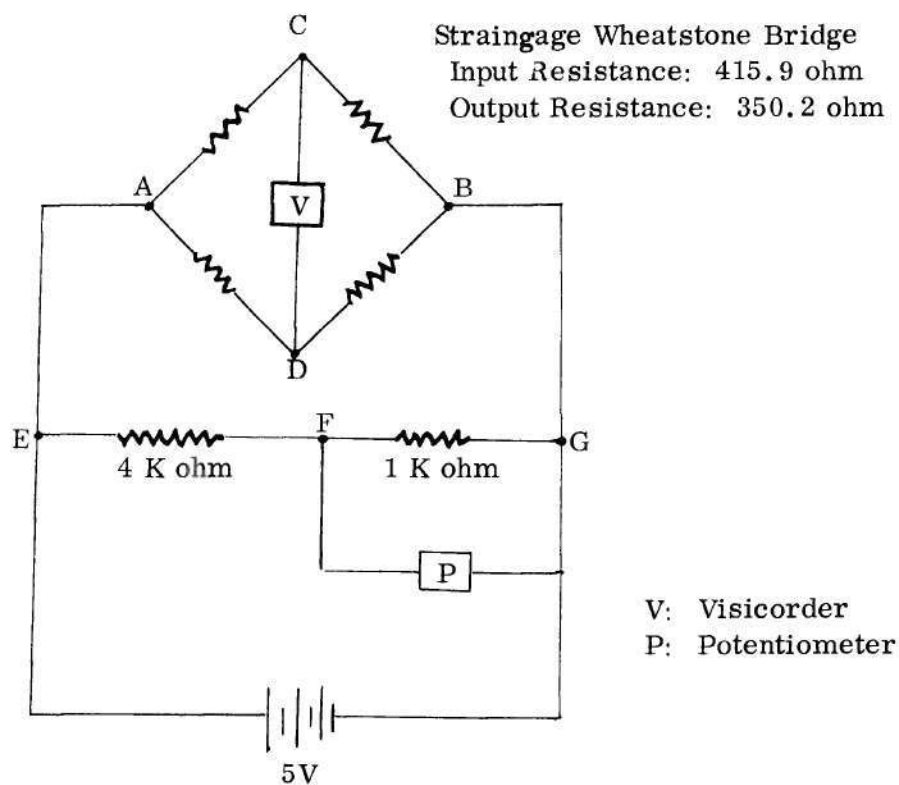 C
Straingage Wheatstone Bridge
Input Resistance: 415.9 ohm
Output Resistance: 350.2 ohm
A
V
B
D
E
F
G
4 K ohm
1 K ohm
P
V: Visicorder
P: Potentiometer
5V